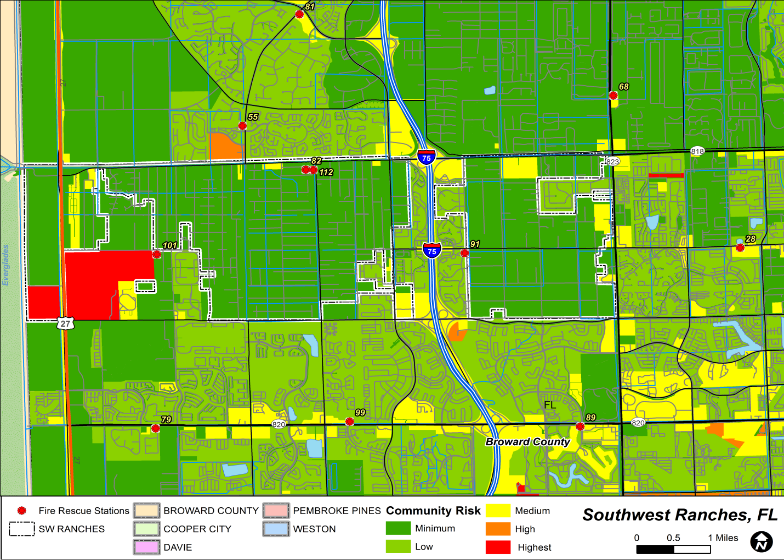 81
68
55
82
112
75
818
823
Everglades
101
75
91
28
27
FL
79
820
99
89
820
Broward County
Fire Rescue Stations
SW RANCHES
BROWARD COUNTY
COOPER CITY
DAVIE
PEMBROKE PINES
WESTON
Community Risk
Minimum
Low
Medium
High
Highest
Southwest Ranches, FL
0 0.5 1 Miles
N